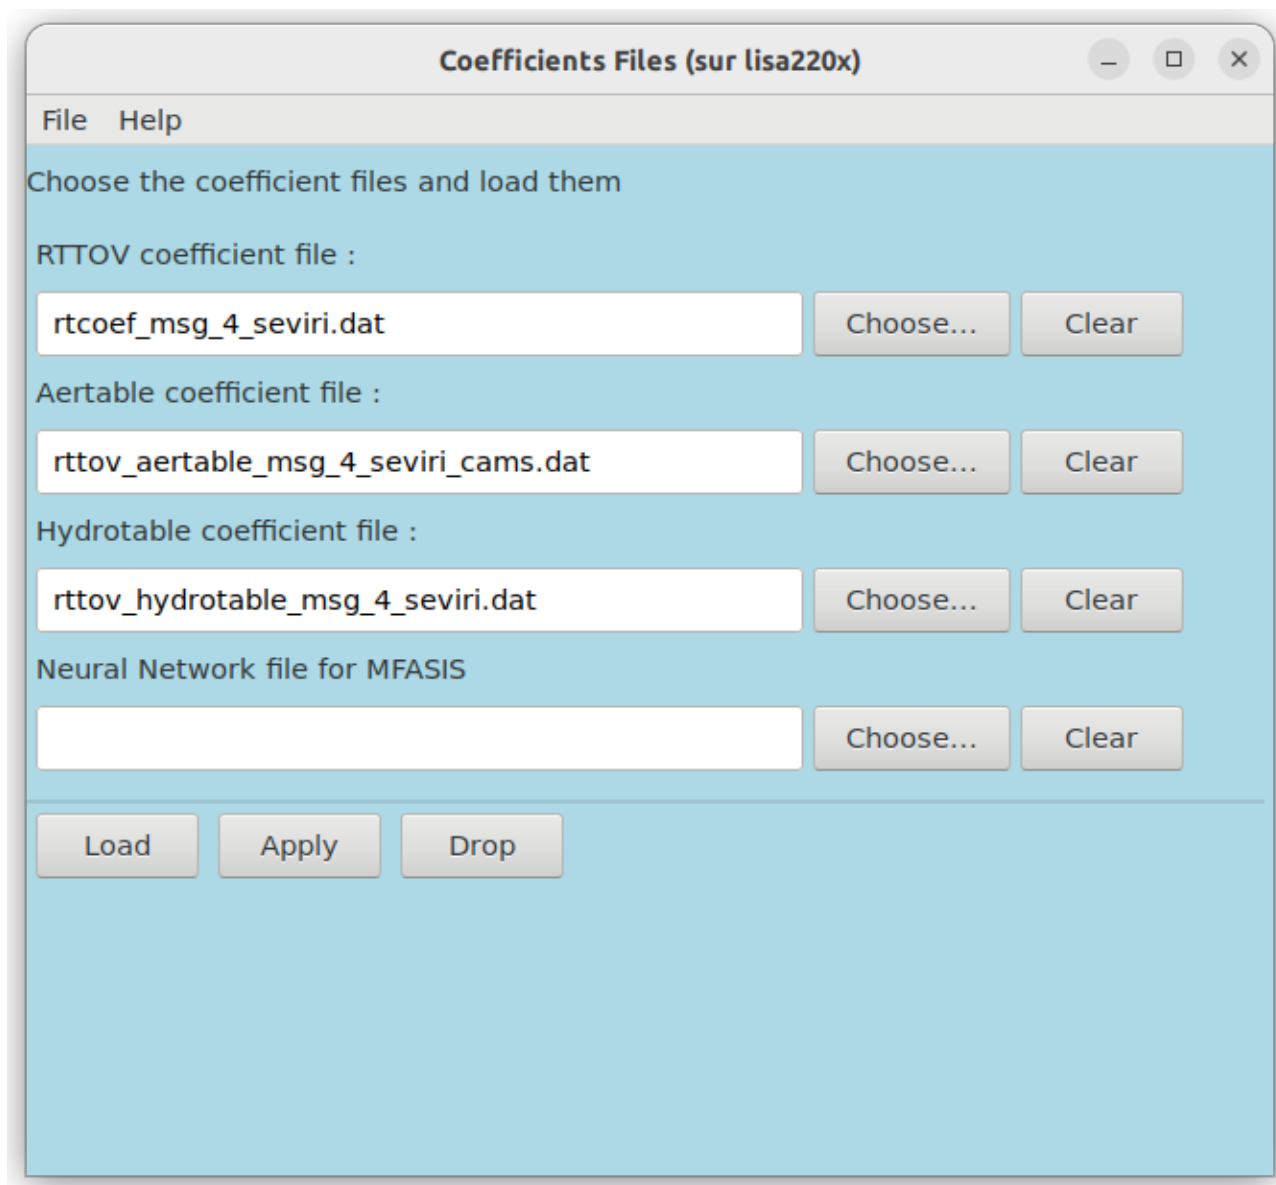 Coefficients Files (sur lisa220x)
File Help
Choose the coefficient files and load them
RTTOV coefficient file :
rtcoef_msg_4_seviri.dat Choose... Clear
Aertable coefficient file :
rttov_aertable_msg_4_seviri_cams.dat Choose... Clear
Hydrotable coefficient file :
rttov_hydrotable_msg_4_seviri.dat Choose... Clear
Neural Network file for MFASIS
Choose... Clear
Load Apply Drop